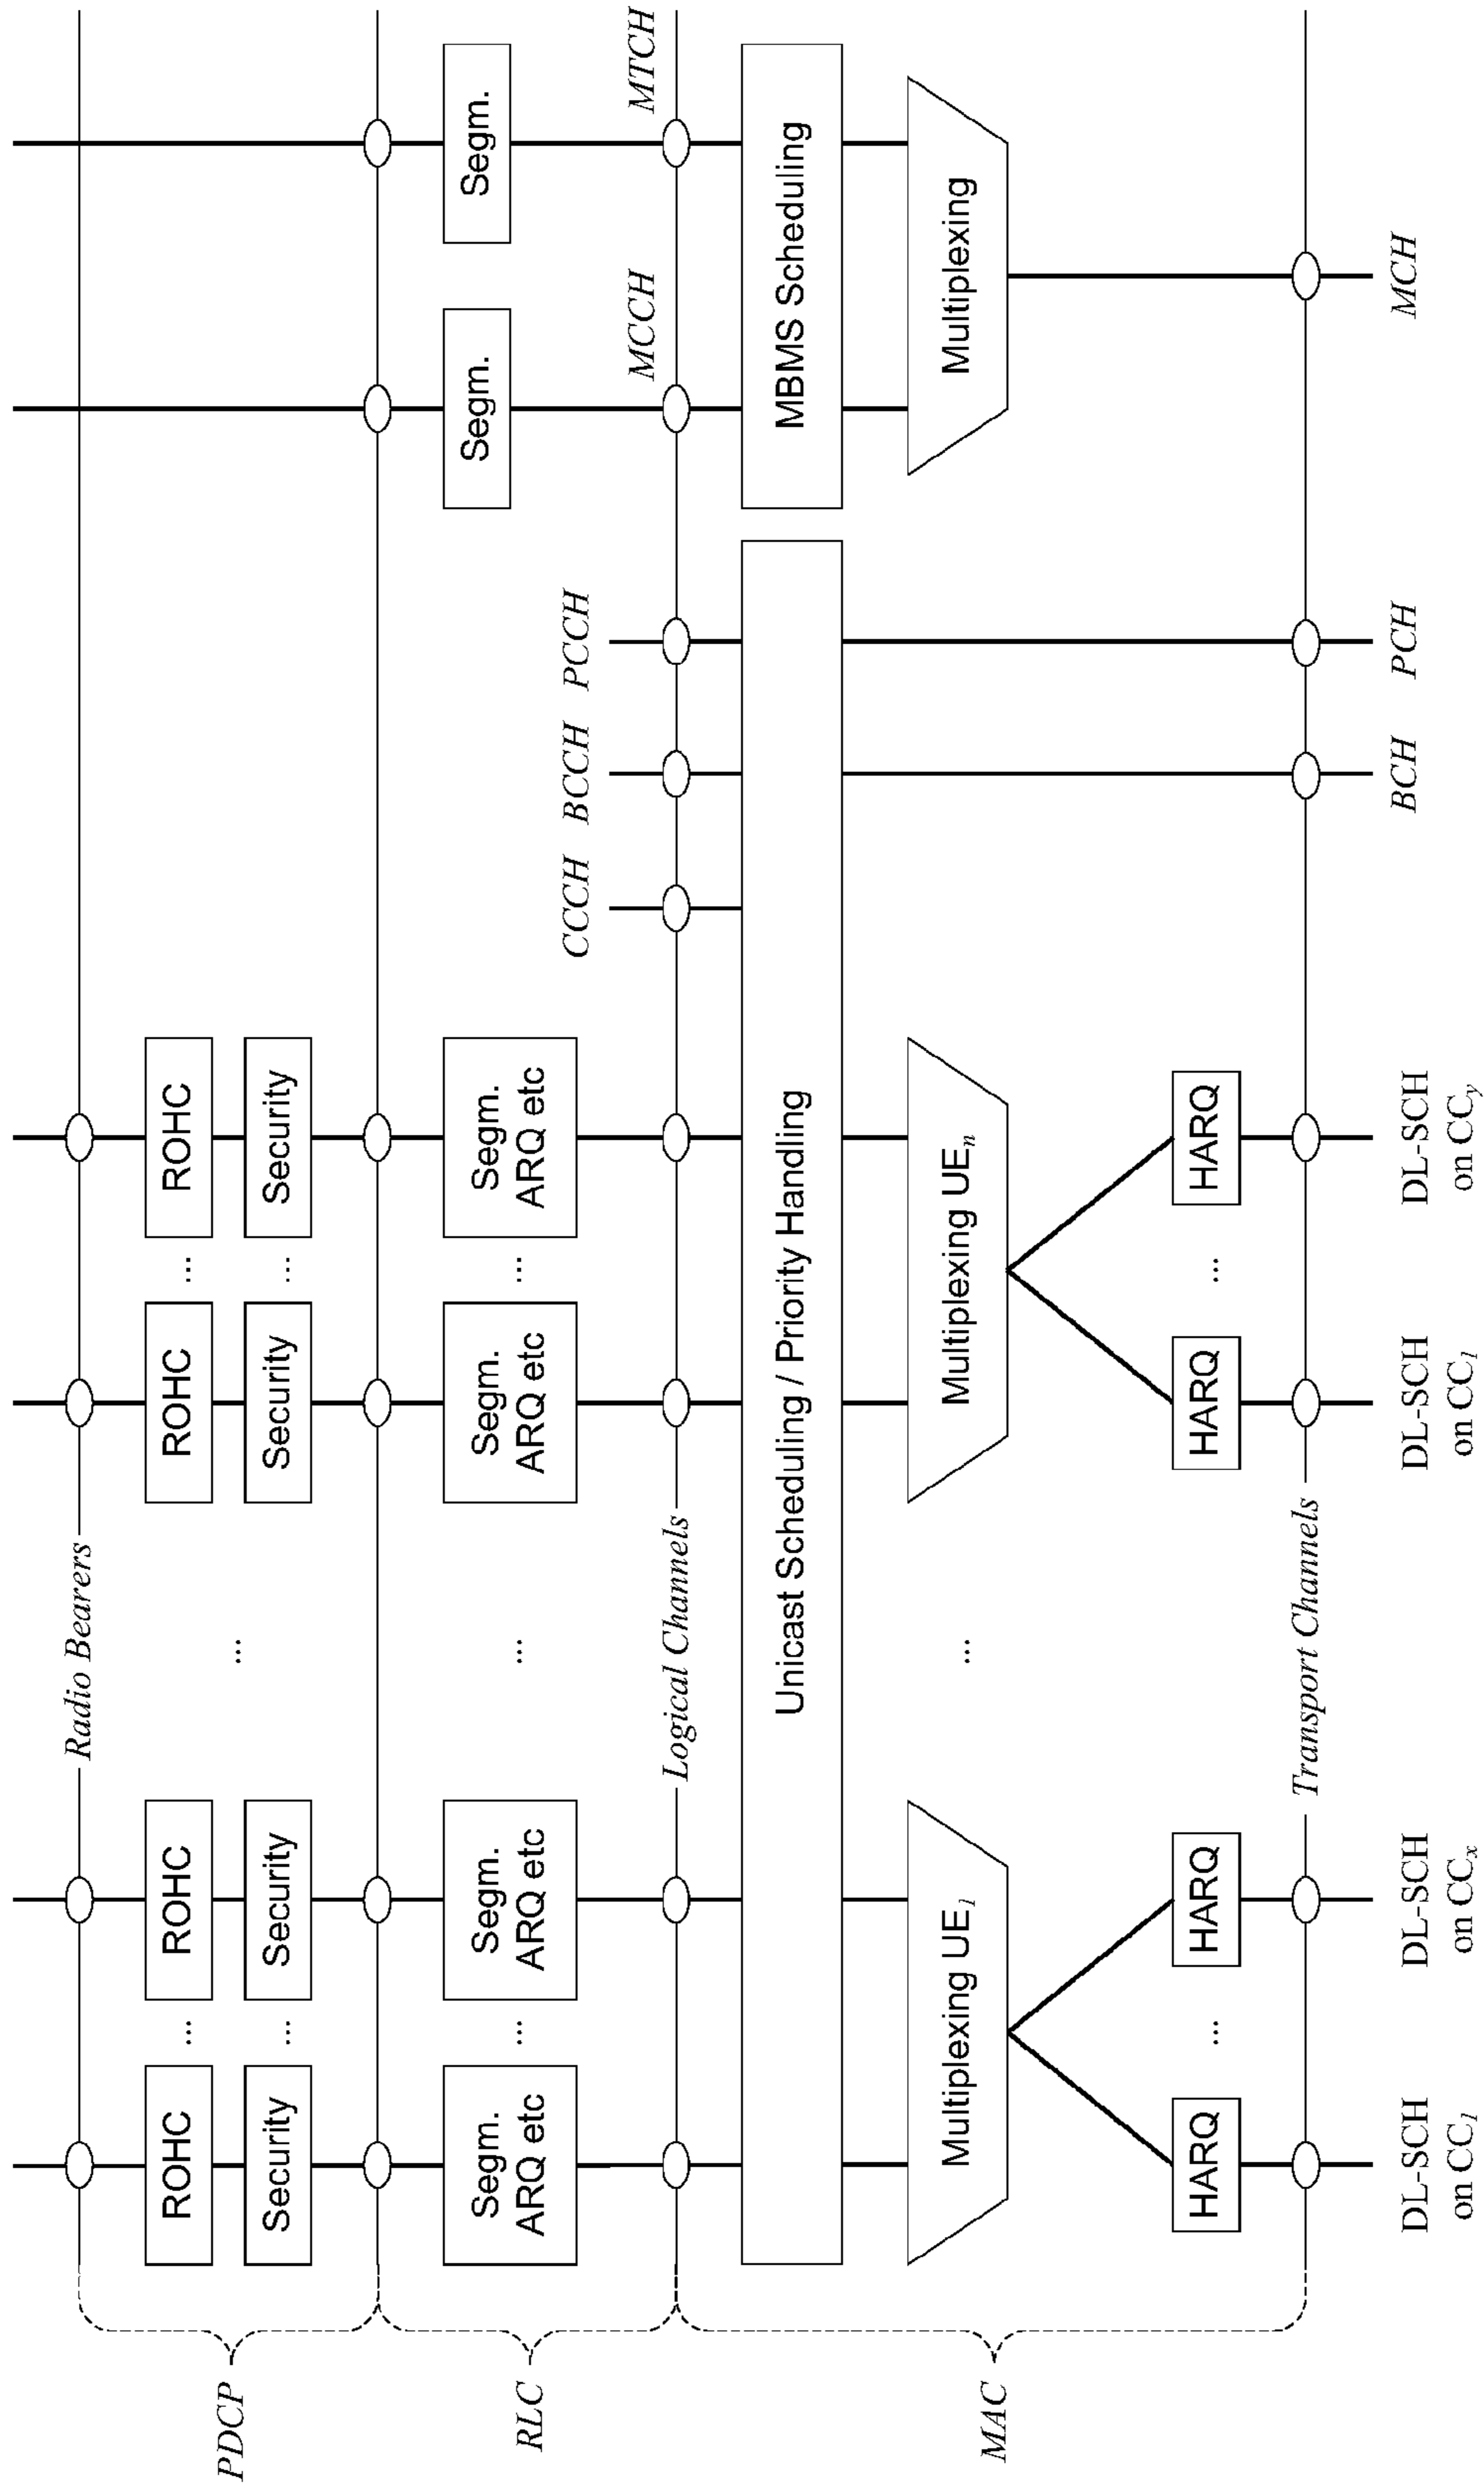 Radio Bearers
PDCP
ROHC ... ROHC ROHC ... ROHC
...
Security ... Security Security ... Security
RLC
Segm. Segm. Segm. Segm. Segm. Segm.
ARQ etc ... ARQ etc ... ARQ etc ... ARQ etc
CCCH BCCH PCCH MCCH MTCH
Logical Channels
MAC
Unicast Scheduling / Priority Handling MBMS Scheduling
Multiplexing UE1 ... Multiplexing UEn Multiplexing
HARQ ... HARQ HARQ ... HARQ
Transport Channels
DL-SCH DL-SCH DL-SCH DL-SCH BCH PCH MCH
on CC1 on CCx on CC1 on CCy